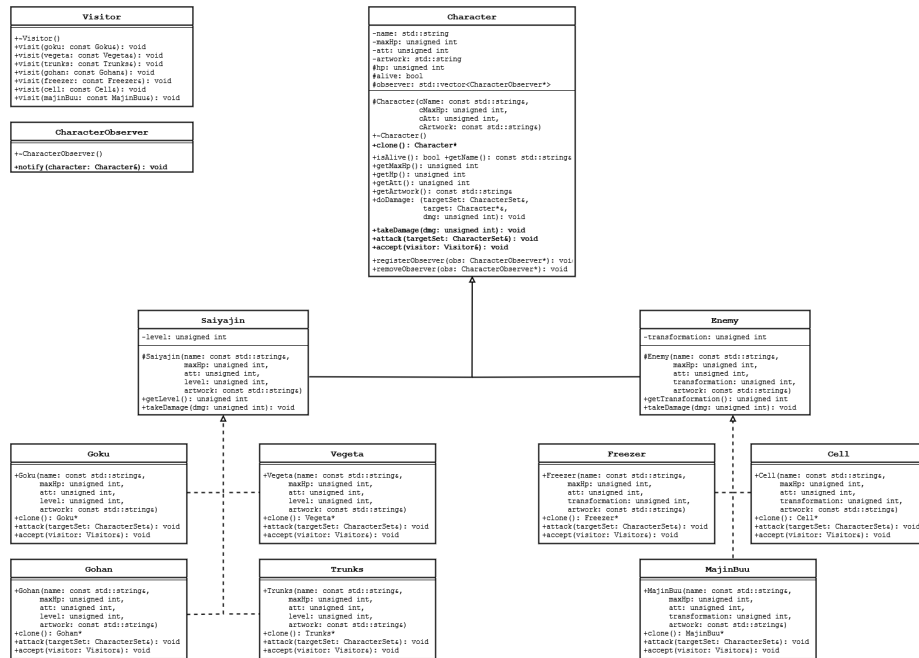 Visitor
+~Visitor()
+visit(goku: const Goku&): void
+visit(vegeta: const Vegeta&): void
+visit(trunks: const Trunks&): void
+visit(gohan: const Gohan&): void
+visit(freezer: const Freezer&): void
+visit(cell: const Cell&): void
+visit(majinBuu: const MajinBuu&): void
CharacterObserver
+~CharacterObserver()
+notify(character: Character&): void
Character
-name: std::string
-maxHp: unsigned int
-att: unsigned int
-artwork: std::string
#hp: unsigned int
#alive: bool
#observer: std::vector<CharacterObserver*>
#Character(cName: const std::string&,
cMaxHp: unsigned int,
cAtt: unsigned int,
cArtwork: const std::string&)
+~Character()
+clone(): Character*
+isAlive(): bool +getName(): const std::string&
+getMaxHp(): unsigned int
+getHp(): unsigned int
+getAtt(): unsigned int
+getArtwork(): const std::string&
+doDamage: (targetSet: CharacterSet&,
target: Character*&,
dmg: unsigned int): void
+takeDamage(dmg: unsigned int): void
+attack(targetSet: CharacterSet&): void
+accept(visitor: Visitor&): void
+registerObserver(obs: CharacterObserver*): voi
+removeObserver(obs: CharacterObserver*): void
Saiyajin
-level: unsigned int
#Saiyajin(name: const std::string&,
maxHp: unsigned int,
att: unsigned int,
level: unsigned int,
artwork: const std::string&)
+getLevel(): unsigned int
+takeDamage(dmg: unsigned int): void
Enemy
-transformation: unsigned int
#Enemy(name: const std::string&,
maxHp: unsigned int,
att: unsigned int,
transformation: unsigned int,
artwork: const std::string&)
+getTransformation(): unsigned int
+takeDamage(dmg: unsigned int): void
Goku
+Goku(name: const std::string&,
maxHp: unsigned int,
att: unsigned int,
level: unsigned int,
artwork: const std::string&)
+clone(): Goku*
+attack(targetSet: CharacterSet&): void
+accept(visitor: Visitor&): void
Vegeta
+Vegeta(name: const std::string&,
maxHp: unsigned int,
att: unsigned int,
level: unsigned int,
artwork: const std::string&)
+clone(): Vegeta*
+attack(targetSet: CharacterSet&): void
+accept(visitor: Visitor&): void
Freezer
+Freezer(name: const std::string&,
maxHp: unsigned int,
att: unsigned int,
transformation: unsigned int,
artwork: const std::string&)
+clone(): Freezer*
+attack(targetSet: CharacterSet&): void
+accept(visitor: Visitor&): void
Cell
+Cell(name: const std::string&,
maxHp: unsigned int,
att: unsigned int,
transformation: unsigned int,
artwork: const std::string&)
+clone(): Cell*
+attack(targetSet: CharacterSet&): void
+accept(visitor: Visitor&): void
Gohan
+Gohan(name: const std::string&,
maxHp: unsigned int,
att: unsigned int,
level: unsigned int,
artwork: const std::string&)
+clone(): Gohan*
+attack(targetSet: CharacterSet&): void
+accept(visitor: Visitor&): void
Trunks
+Trunks(name: const std::string&,
maxHp: unsigned int,
att: unsigned int,
level: unsigned int,
artwork: const std::string&)
+clone(): Trunks*
+attack(targetSet: CharacterSet&): void
+accept(visitor: Visitor&): void
MajinBuu
+MajinBuu(name: const std::string&,
maxHp: unsigned int,
att: unsigned int,
transformation: unsigned int,
artwork: const std::string&)
+clone(): MajinBuu*
+attack(targetSet: CharacterSet&): void
+accept(visitor: Visitor&): void